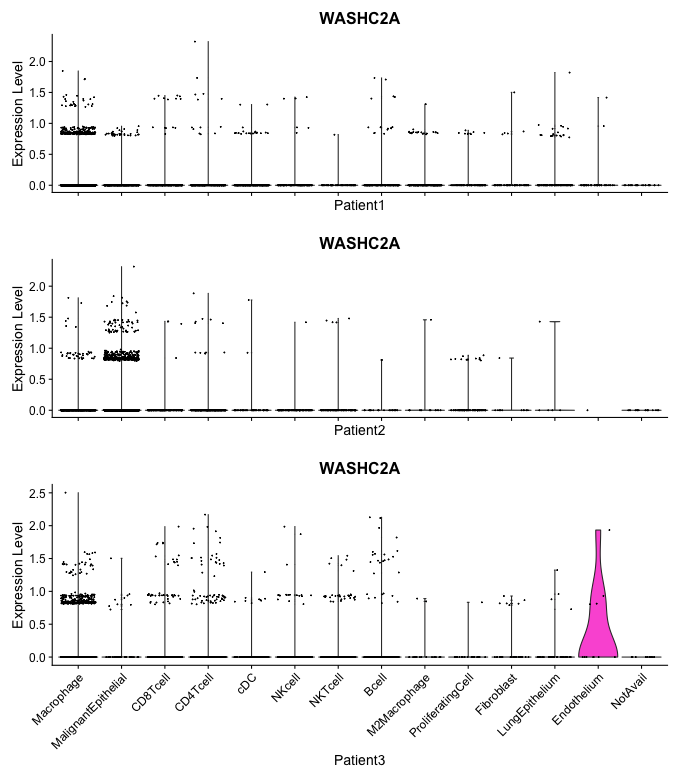 WASHC2A
Expression Level
2.0
1.5
1.0
0.5
0.0
Patient1
WASHC2A
Expression Level
2.0
1.5
1.0
0.5
0.0
Patient2
WASHC2A
Expression Level
2.5
2.0
1.5
1.0
0.5
0.0
Macrophage
MalignantEpithelial
CD8Tcell
CD4Tcell
cDC
NKcell
NKTcell
Bcell
M2Macrophage
ProliferatingCell
Fibroblast
LungEpithelium
Endothelium
NotAvail
Patient3